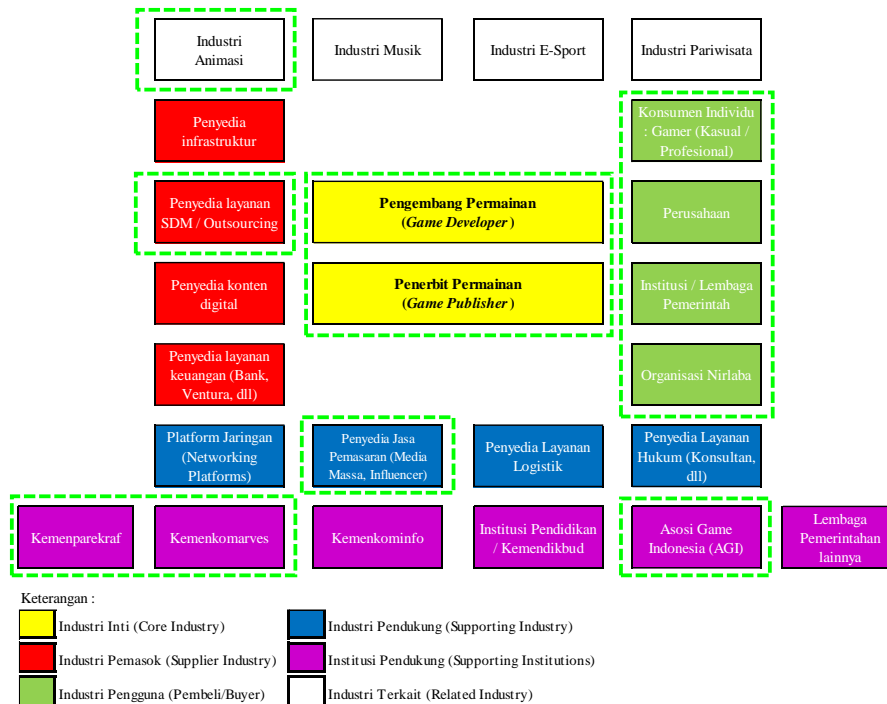 Industri
Animasi
Industri Musik
Industri E-Sport
Industri Pariwisata
Penyedia
infrastruktur
Konsumen Individu
: Gamer (Kasual /
Profesional)
Penyedia layanan
SDM / Outsourcing
Pengembang Permainan
(Game Developer)
Perusahaan
Penyedia konten
digital
Penerbit Permainan
(Game Publisher)
Institusi / Lembaga
Pemerintah
Penyedia layanan
keuangan (Bank,
Ventura, dll)
Organisasi Nirlaba
Platform Jaringan
(Networking
Platforms)
Penyedia Jasa
Pemasaran (Media
Massa, Influencer)
Penyedia Layanan
Logistik
Penyedia Layanan
Hukum (Konsultan,
dll)
Kemenparekraf
Kemenkomarves
Kemenkominfo
Institusi Pendidikan
/ Kemendikbud
Asosi Game
Indonesia (AGI)
Lembaga
Pemerintahan
lainnya
Keterangan :
Industri Inti (Core Industry)
Industri Pendukung (Supporting Industry)
Industri Pemasok (Supplier Industry)
Institusi Pendukung (Supporting Institutions)
Industri Pengguna (Pembeli/Buyer)
Industri Terkait (Related Industry)